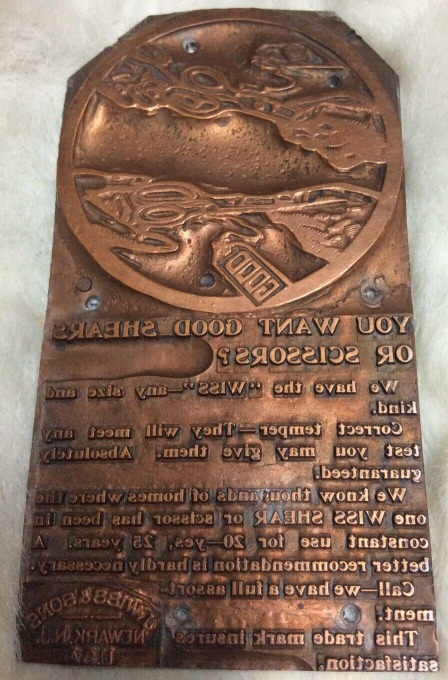 GOOD
YOU WANT GOOD SHEARS
OR SCISSORS?
We have the "WISS"—any size and
kind.
Correct temper—They will meet any
test you may give them. Absolutely
guaranteed.
We know thousands of homes where the
one WISS SHEAR or scissor has been in
constant use for 20—yes, 25 years. A
better recommendation is hardly necessary.
Call—we have a full assort-
ment.
This trade mark insures
satisfaction.
J. WISS & SONS
NEWARK, N.J.